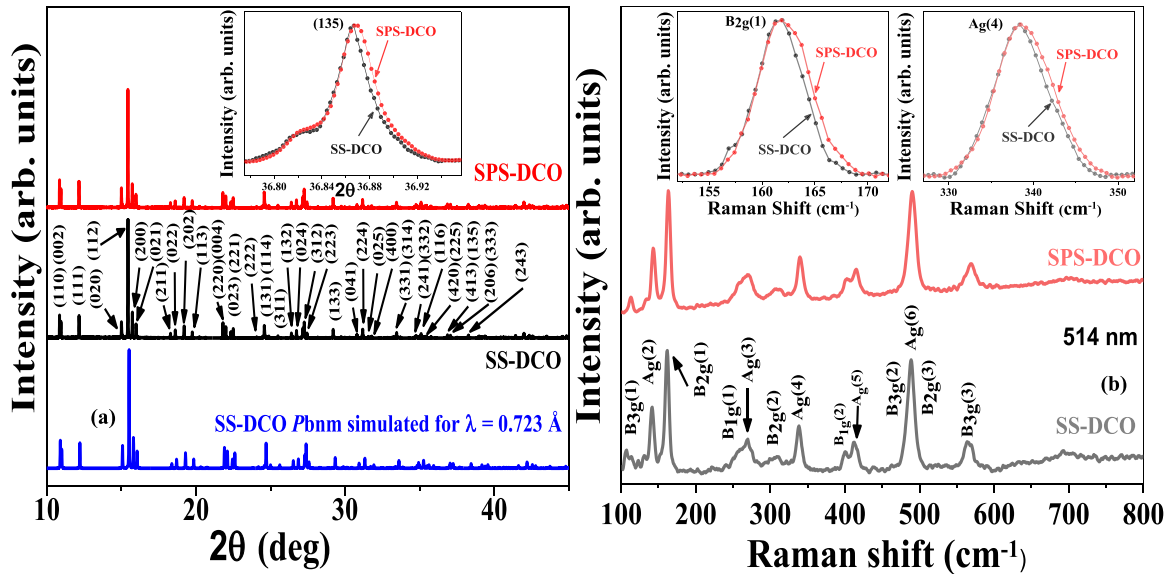 Intensity (arb. units)
Intensity (arb. units)
(135)
SPS-DCO
SS-DCO
36.80 36.84 36.88 36.92
2θ
SPS-DCO
(110) (002)
(111)
(020)
(112)
(200)
(021)
(211)
(022)
(202)
(113)
(220)(004)
(023) (221)
(222)
(131) (114)
(311)
(132)
(024)
(312)
(223)
(133)
(041)
(224)
(025)
(400)
(331) (314)
(241)(332)
(116)
(420) (225)
(413) (135)
(206) (333)
(243)
SS-DCO
(a)
SS-DCO Pbnm simulated for λ = 0.723 Å
10 20 30 40
2θ (deg)
Intensity (arb. units)
Intensity (arb. units)
B2g(1)
SPS-DCO
SS-DCO
155 160 165 170
Raman Shift (cm-1)
Intensity (arb. units)
Ag(4)
SPS-DCO
SS-DCO
330 340 350
Raman Shift (cm-1)
SPS-DCO
514 nm
B3g(1)
Ag(2)
B2g(1)
B1g(1)
Ag(3)
B2g(2)
Ag(4)
B1g(2)
Ag(5)
B3g(2)
Ag(6)
B2g(3)
B3g(3)
(b)
SS-DCO
100 200 300 400 500 600 700 800
Raman shift (cm-1)